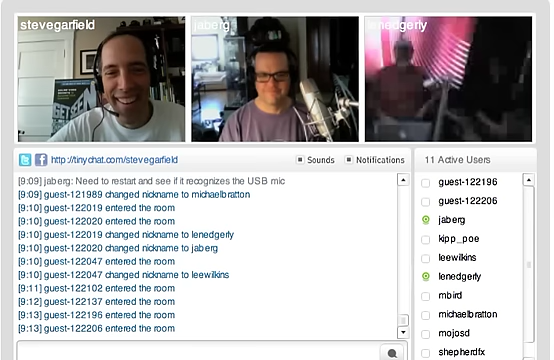 stevegarfield
jaberg
lenedgerly
http://tinychat.com/stevegarfield
Sounds
Notifications
11 Active Users
[9:09] jaberg: Need to restart and see if it recognizes the USB mic
[9:09] guest-121989 changed nickname to michaelbratton
[9:10] guest-122019 entered the room
[9:10] guest-122020 entered the room
[9:10] guest-122019 changed nickname to lenedgerly
[9:10] guest-122020 changed nickname to jaberg
[9:10] guest-122047 entered the room
[9:10] guest-122047 changed nickname to leewilkins
[9:11] guest-122102 entered the room
[9:12] guest-122137 entered the room
[9:13] guest-122196 entered the room
[9:13] guest-122206 entered the room
guest-122196
guest-122206
jaberg
kipp_poe
leewilkins
lenedgerly
mbird
michaelbratton
mojosd
shepherdfx